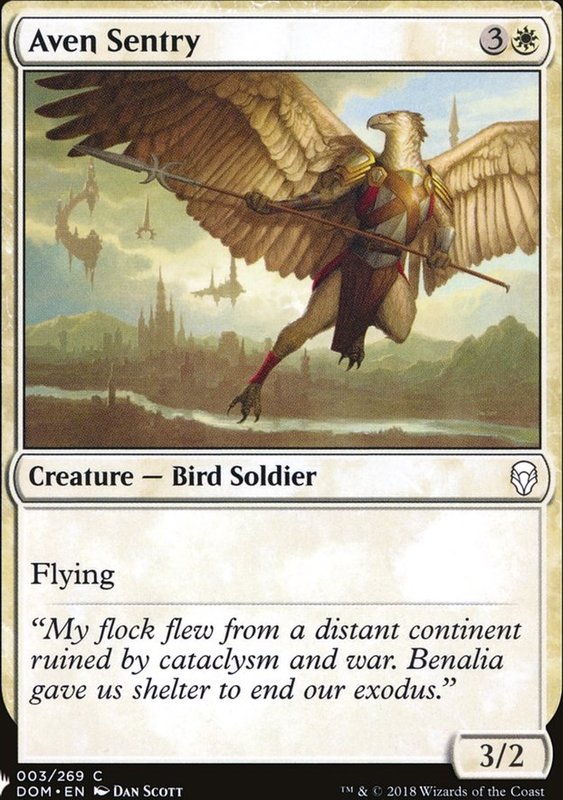 Aven Sentry 3
Creature — Bird Soldier
Flying
“My flock flew from a distant continent
ruined by cataclysm and war. Benalia
gave us shelter to end our exodus.”
3/2
003/269 C
DOM • EN Dan Scott
™ & © 2018 Wizards of the Coast